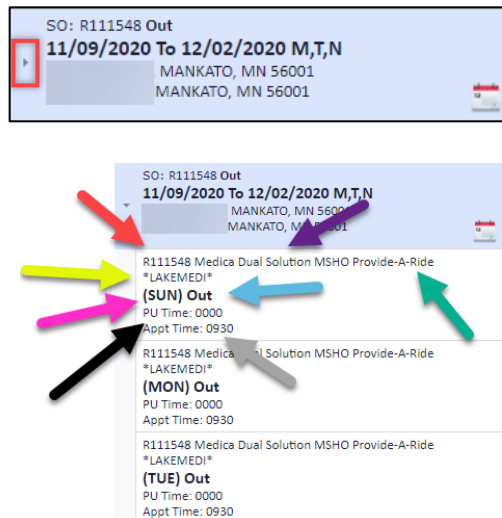 SO: R111548 Out
11/09/2020 To 12/02/2020 M,T,N
MANKATO, MN 56001
MANKATO, MN 56001
12
SO: R111548 Out
11/09/2020 To 12/02/2020 M,T,N
MANKATO, MN 5600
MANKATO, MN
R111548 Medica Dual Solution MSHO Provide-A-Ride
*LAKEMEDI*
(SUN) Out
PU Time: 0000
Appt Time: 0930
R111548 Medica Dual Solution MSHO Provide-A-Ride
*LAKEMEDI*
(MON) Out
PU Time: 0000
Appt Time: 0930
R111548 Medica Dual Solution MSHO Provide-A-Ride
*LAKEMEDI*
(TUE) Out
PU Time: 0000
Appt Time: 0930